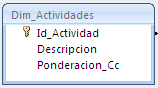 Dim_Actividades
Id_Actividad
Descripcion
Ponderacion_Cc